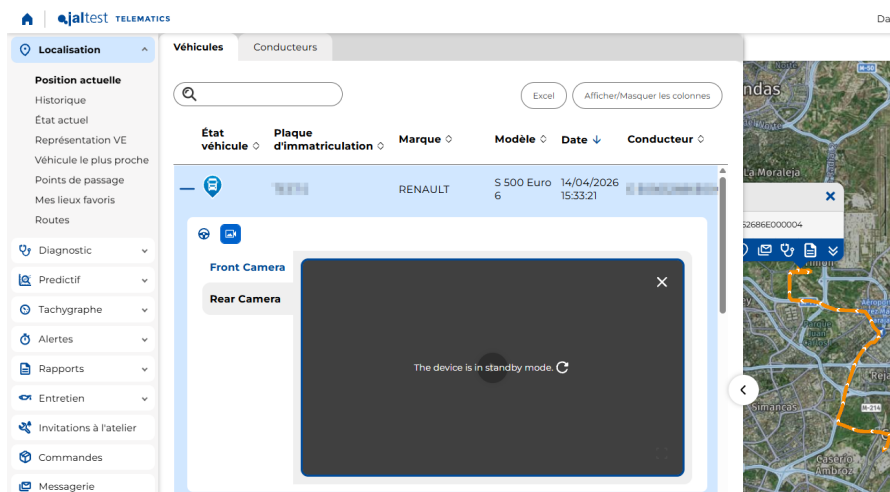 jaltest TELEMATICS
Localisation
Position actuelle
Historique
État actuel
Représentation VE
Véhicule le plus proche
Points de passage
Mes lieux favoris
Routes
Diagnostic
Predictif
Tachygraphe
Alertes
Rapports
Entretien
Invitations à l'atelier
Commandes
Messagerie
Véhicules
Conducteurs
Excel
Afficher/Masquer les colonnes
État véhicule
Plaque d'immatriculation
Marque
Modèle
Date
Conducteur
RENAULT
S 500 Euro 6
14/04/2026
15:33:21
Front Camera
Rear Camera
The device is in standby mode.
Da
M-50
ndas
La Moraleja
52686E000004
Simancas
M-214
Caserío
Ambroz